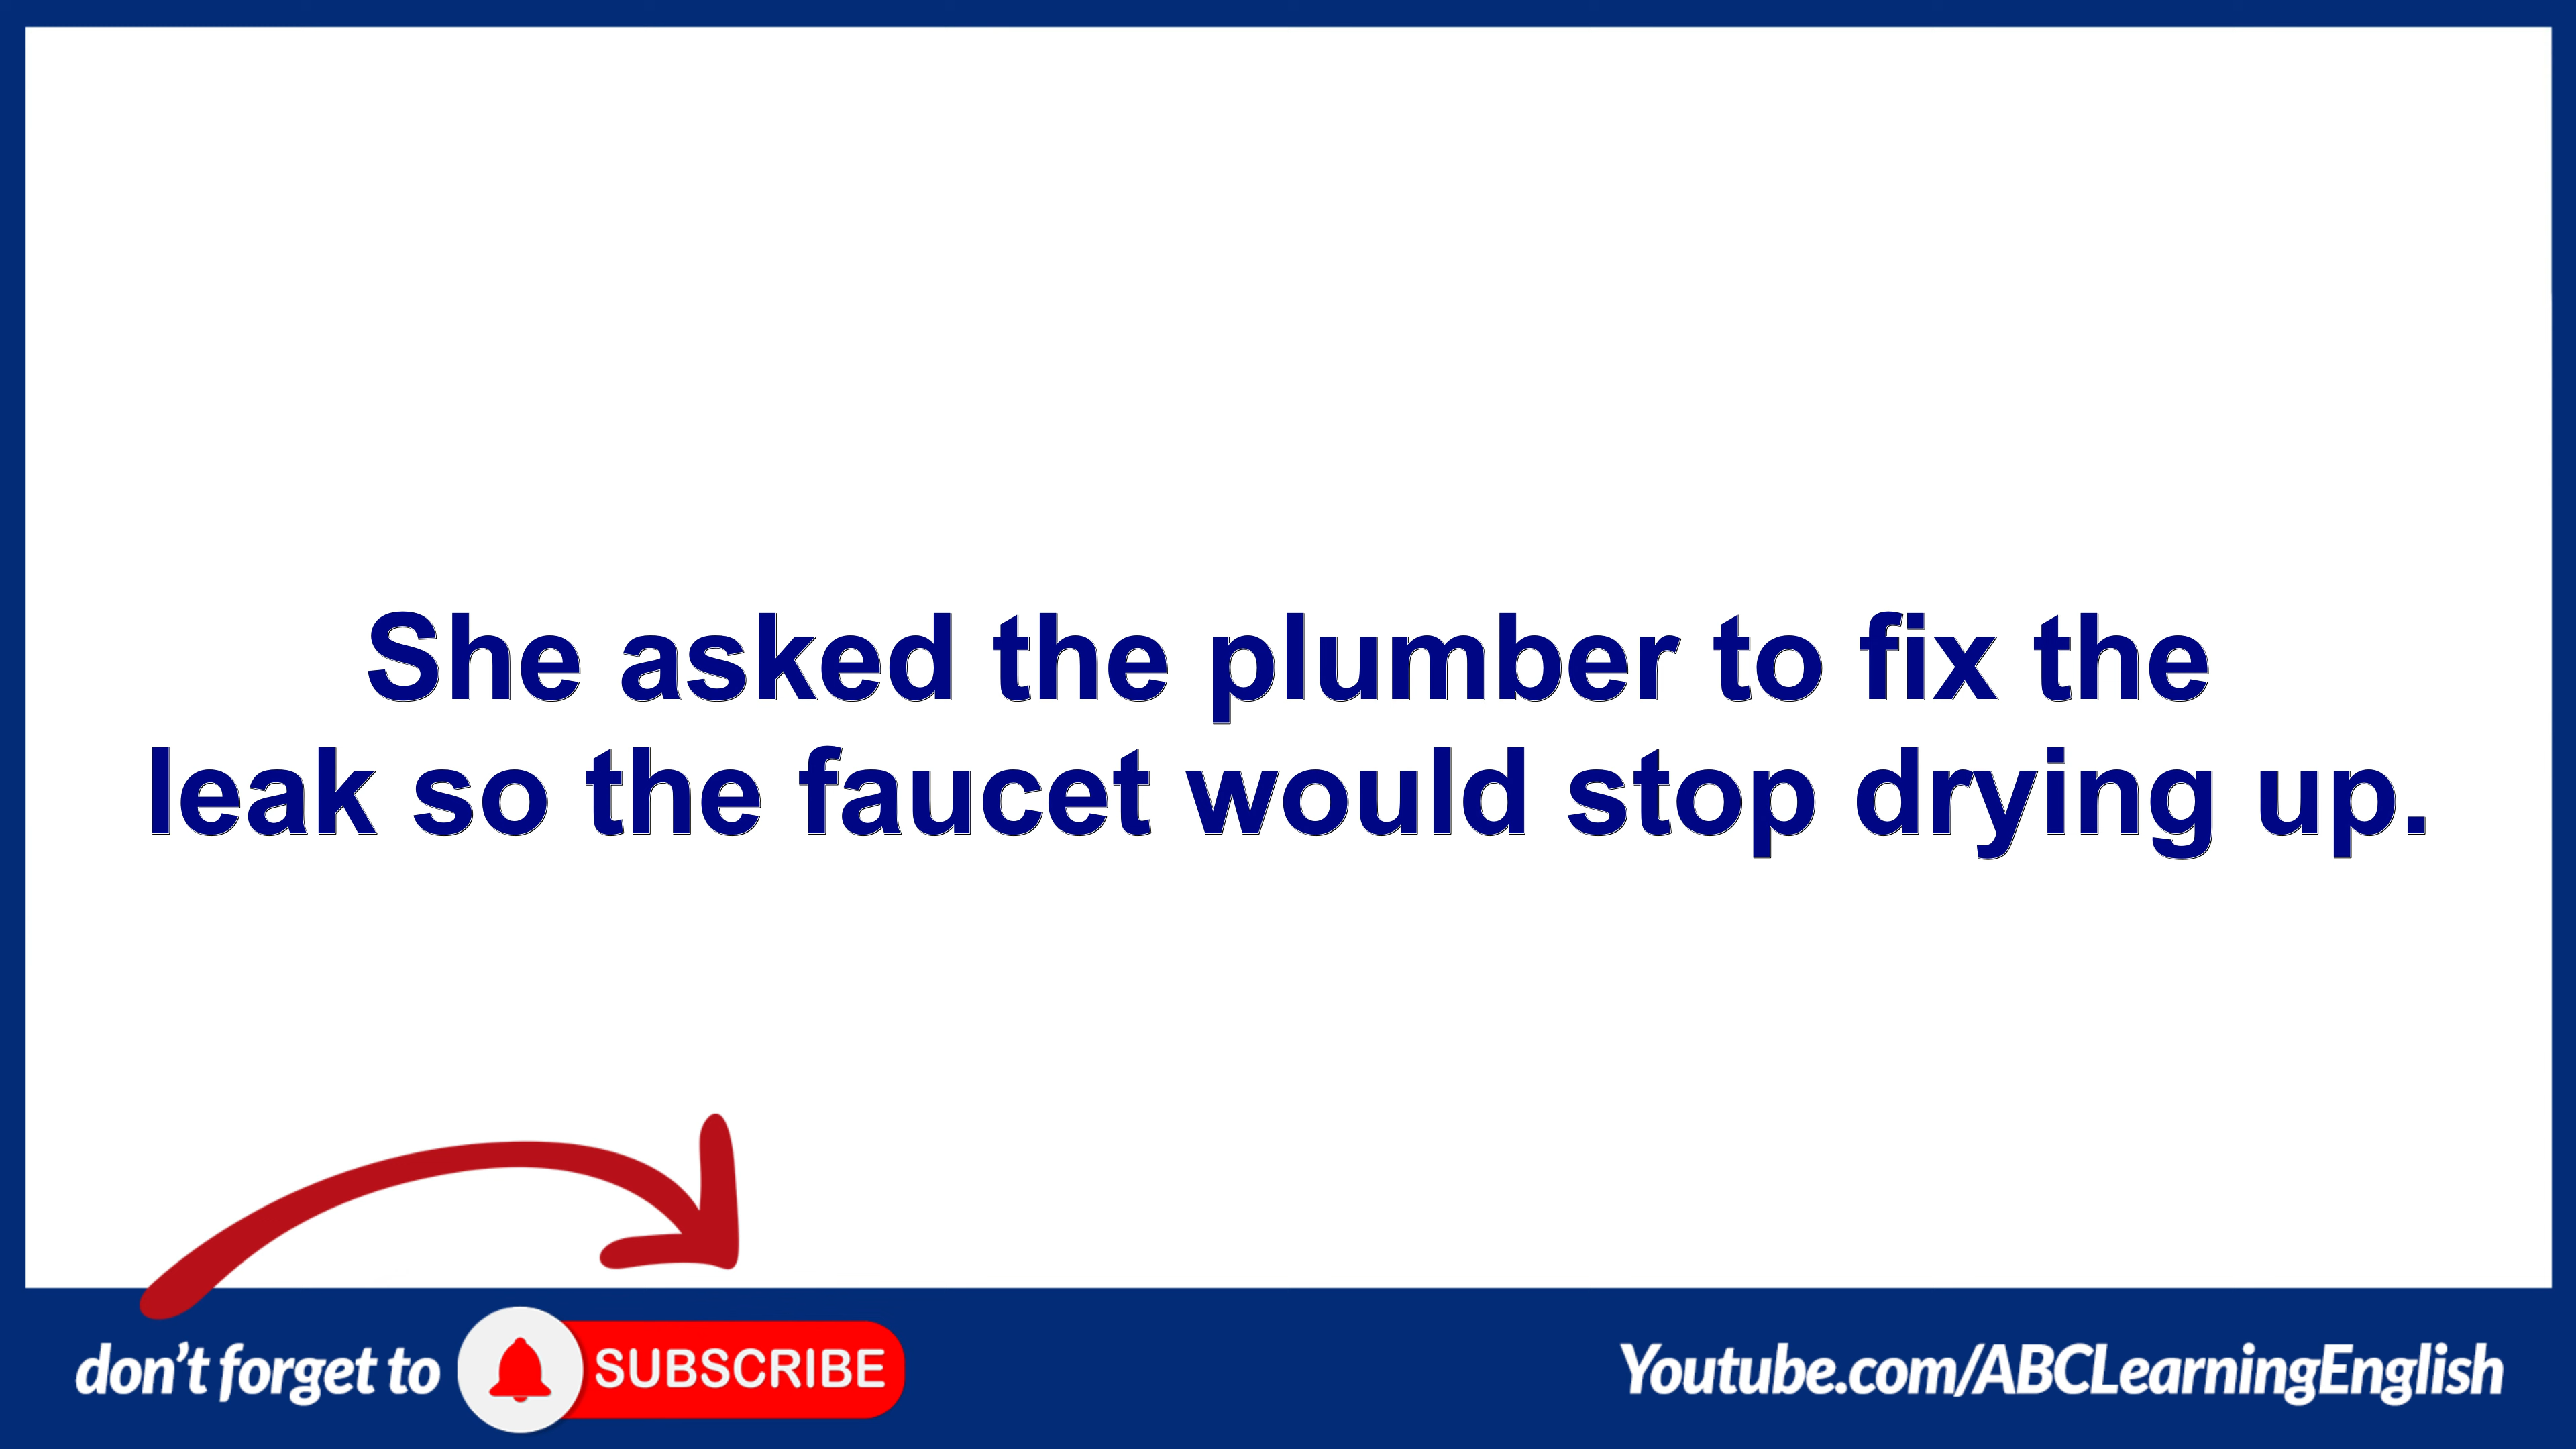 She asked the plumber to fix the
leak so the faucet would stop drying up.
don't forget to SUBSCRIBE
Youtube.com/ABCLearningEnglish